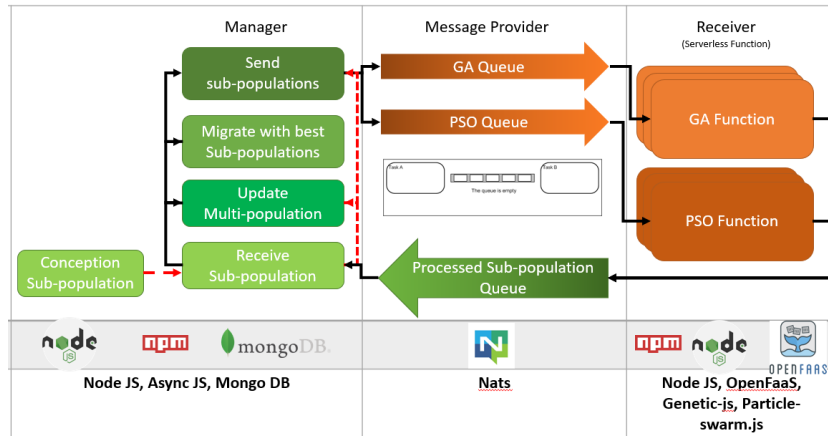 Manager
Message Provider
Receiver
(Serverless Function)
Send
sub-populations
GA Queue
PSO Queue
GA Function
Migrate with best
Sub-populations
Task A
Task B
The queue is empty
Update
Multi-population
PSO Function
Conception
Sub-population
Receive
Sub-population
Processed Sub-population
Queue
node
JS
npm
mongoDB.
N
npm
node
JS
OPENFAAS
Node JS, Async JS, Mongo DB
Nats
Node JS, OpenFaaS,
Genetic-js, Particle-
swarm.js